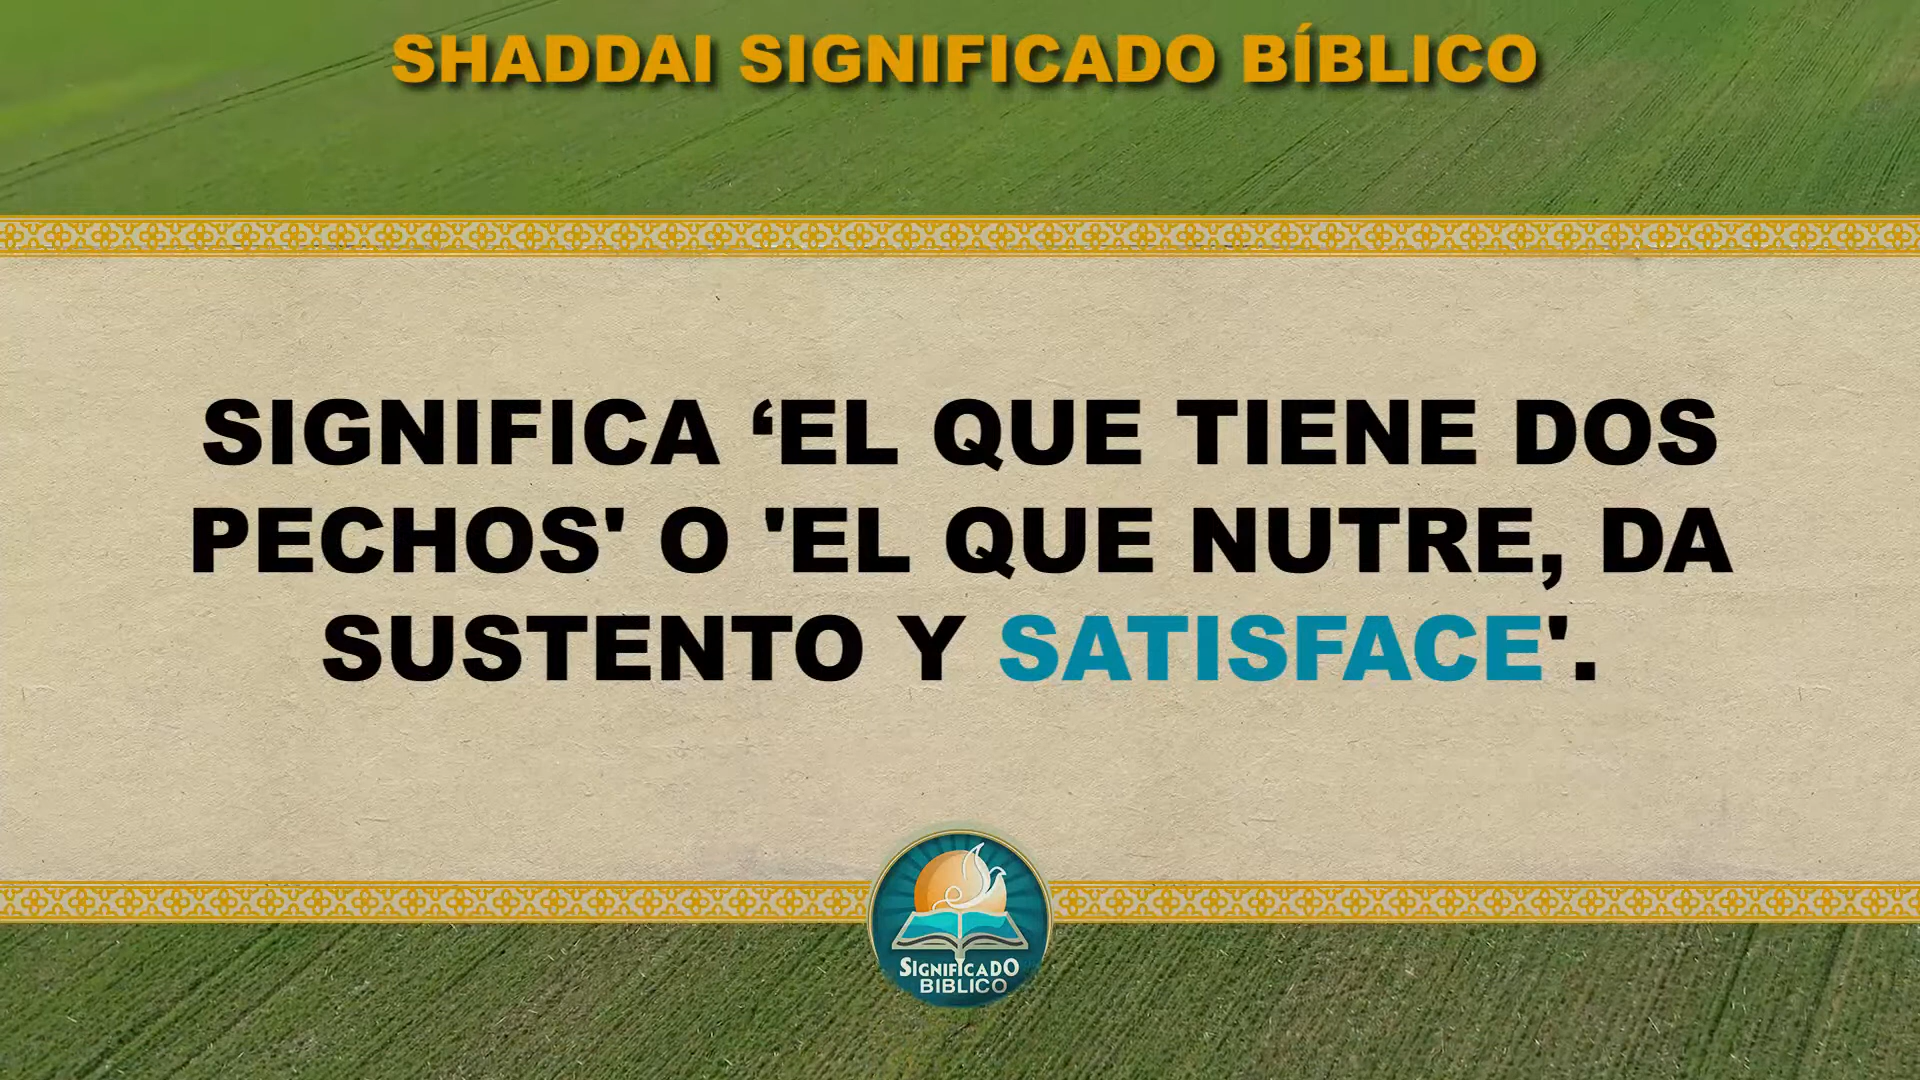 SHADDAI SIGNIFICADO BÍBLICO
SIGNIFICA ‘EL QUE TIENE DOS
PECHOS' O 'EL QUE NUTRE, DA
SUSTENTO Y SATISFACE'.
SIGNIFICADO
BIBLICO